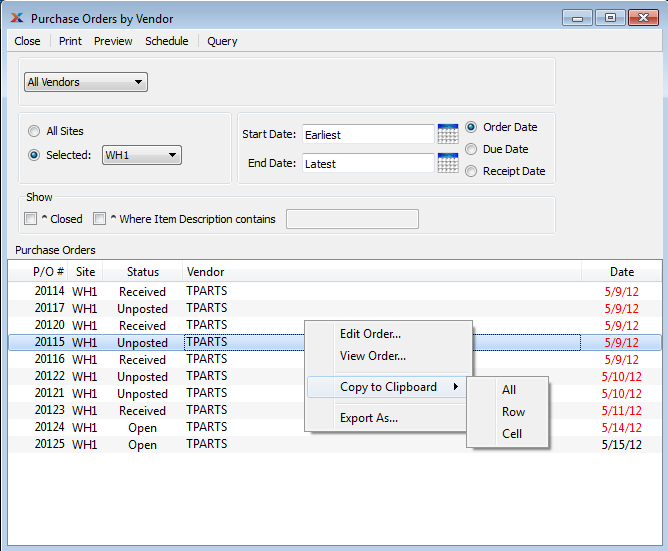 Purchase Orders by Vendor
Close Print Preview Schedule Query
All Vendors
All Sites
Selected: WH1
Start Date: Earliest
End Date: Latest
Order Date
Due Date
Receipt Date
Show
^ Closed ^ Where Item Description contains
Purchase Orders
P/O # Site Status Vendor Date
20114 WH1 Received TPARTS 5/9/12
20117 WH1 Unposted TPARTS 5/9/12
20120 WH1 Received TPARTS 5/9/12
20115 WH1 Unposted TPARTS 5/9/12
20116 WH1 Received TPARTS 5/9/12
20122 WH1 Unposted TPARTS 5/10/12
20121 WH1 Unposted TPARTS 5/10/12
20123 WH1 Received TPARTS 5/11/12
20124 WH1 Open TPARTS 5/14/12
20125 WH1 Open TPARTS 5/15/12
Edit Order...
View Order...
Copy to Clipboard
Export As...
All
Row
Cell